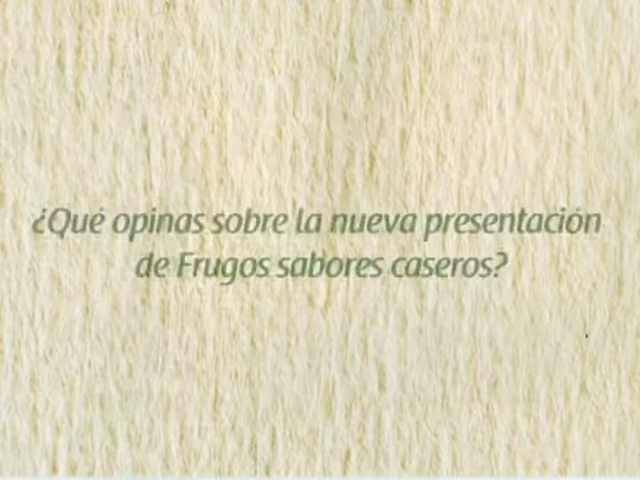 ¿Qué opinas sobre la nueva presentación
de Frugos sabores caseros?